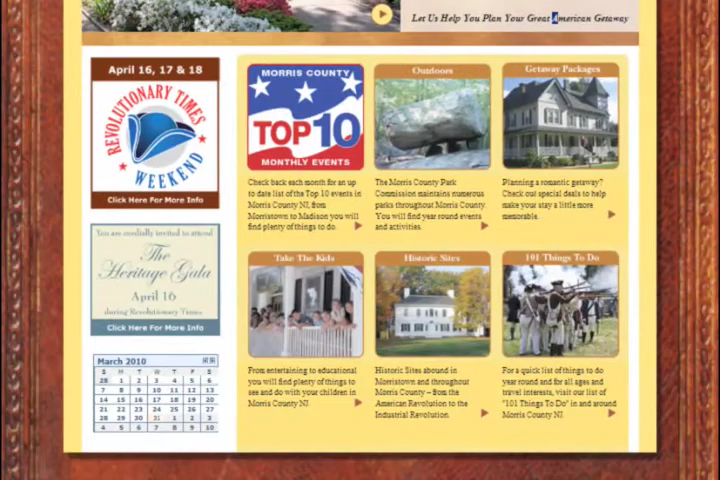 Let Us Help You Plan Your Great American Getaway
April 16, 17 & 18
REVOLUTIONARY TIMES
WEEKEND
Click Here For More Info
MORRIS COUNTY
TOP 10
MONTHLY EVENTS
Check back each month for an up
to date list of the Top 10 events in
Morris County NJ, from
Morristown to Madison you will
find plenty of things to do.
Outdoors
The Morris County Park
Commission maintains numerous
parks throughout Morris County.
You will find year round events
and activities.
Getaway Packages
Planning a romantic getaway?
Check out special deals to help
make your stay a little more
memorable.
You are cordially invited to attend
The
Heritage Gala
April 16
during Revolutionary Times
Click Here For More Info
Take The Kids
From entertaining to educational
you will find plenty of things to
see and do with your children in
Morris County NJ.
Historic Sites
Historic Sites abound in
Morristown and throughout
Morris County – from the
American Revolution to the
Industrial Revolution.
101 Things To Do
For a quick list of things to do
year round and for all ages and
travel interests, visit our list of
"101 Things To Do" in and around
Morris County NJ.
March 2010
S M T W T F S
28 1 2 3 4 5 6
7 8 9 10 11 12 13
14 15 16 17 18 19 20
21 22 23 24 25 26 27
28 29 30 31 1 2 3
4 5 6 7 8 9 10